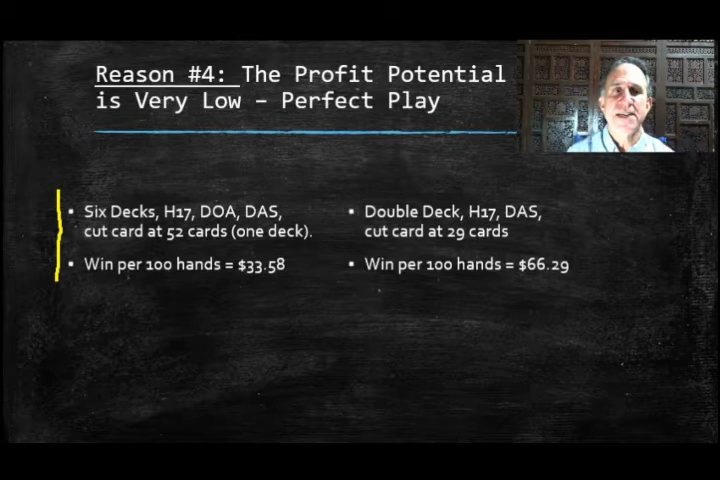 Reason #4: The Profit Potential
is Very Low – Perfect Play
▪ Six Decks, H17, DOA, DAS,
cut card at 52 cards (one deck).
▪ Win per 100 hands = $33.58
▪ Double Deck, H17, DAS,
cut card at 29 cards
▪ Win per 100 hands = $66.29